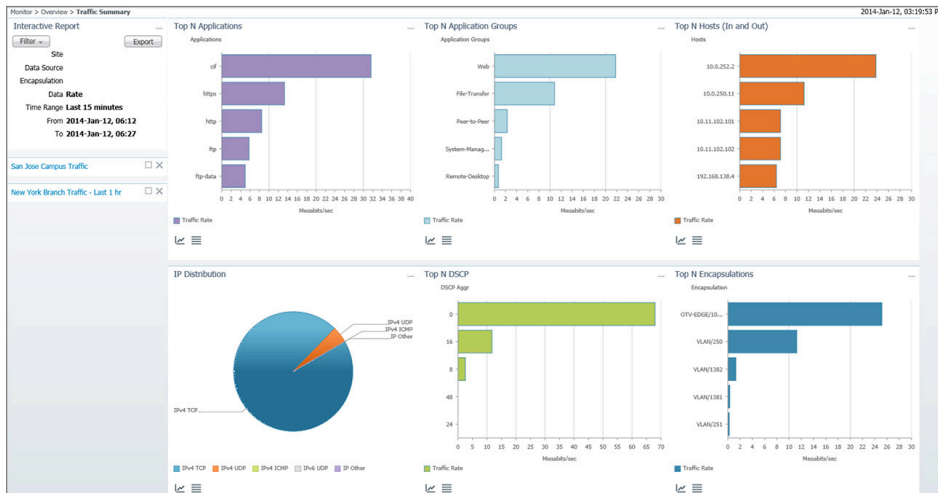 Monitor > Overview > Traffic Summary
2014-Jan-12, 03:19:53 P
Interactive Report
Filter
Export
Site
Data Source
Encapsulation
Data Rate
Time Range Last 15 minutes
From 2014-Jan-12, 06:12
To 2014-Jan-12, 06:27
San Jose Campus Traffic
New York Branch Traffic - Last 1 hr
Top N Applications
Applications
cif
https
http
ftp
ftp-data
0 2 4 6 8 10 12 14 16 18 20 22 24 26 28 30 32 34 36 38 40
Megabits/sec
Traffic Rate
Top N Application Groups
Application Groups
Web
File-Transfer
Peer-to-Peer
System-Manag...
Remote-Desktop
0 2 4 6 8 10 12 14 16 18 20 22 24 26 28 30
Megabits/sec
Traffic Rate
Top N Hosts (In and Out)
Hosts
10.0.252.2
10.0.250.11
10.11.102.101
10.11.102.102
192.168.138.4
0 2 4 6 8 10 12 14 16 18 20 22 24 26 28 30
Megabits/sec
Traffic Rate
IP Distribution
IPv4 UDP
IPv4 ICMP
IP Other
IPv4 TCP
IPv4 TCP IPv4 UDP IPv4 ICMP IPv6 UDP IP Other
Top N DSCP
DSCP Aggr
0
16
8
48
24
0 5 10 15 20 25 30 35 40 45 50 55 60 65 70
Megabits/sec
Traffic Rate
Top N Encapsulations
Encapsulation
OTV-EDGE/10...
VLAN/250
VLAN/1382
VLAN/1381
VLAN/251
0 2 4 6 8 10 12 14 16 18 20 22 24 26 28 30
Megabits/sec
Traffic Rate